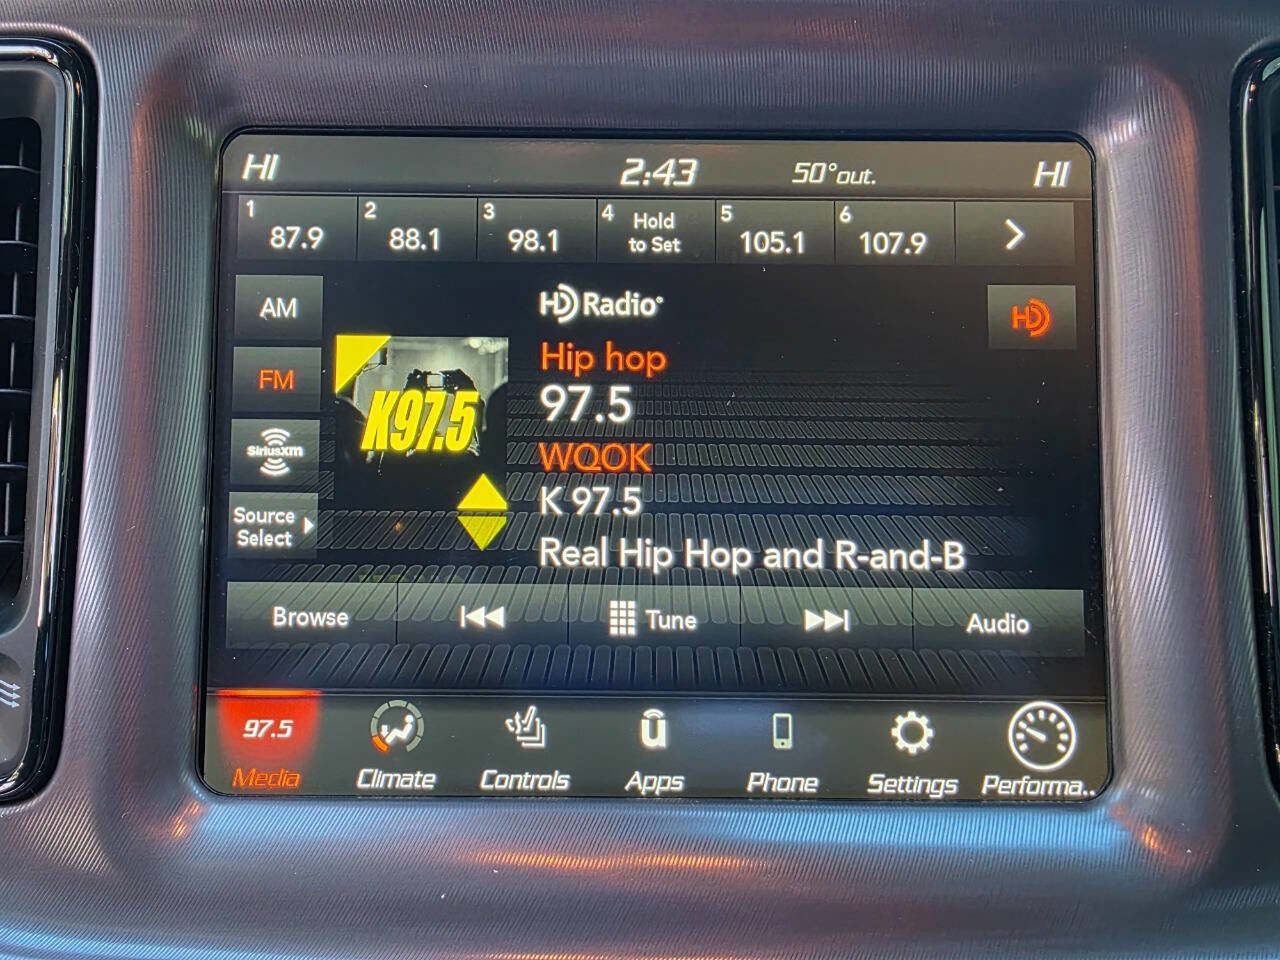 HI 2:43 50° out. HI
1 87.9
2 88.1
3 98.1
4 Hold
to Set
5 105.1
6 107.9
AM
HD Radio®
HD
FM
Hip hop
K97.5
97.5
SiriusXM
WQOK
K 97.5
Source
Select
Real Hip Hop and R-and-B
Browse Tune Audio
97.5
Media Climate Controls Apps Phone Settings Performa..